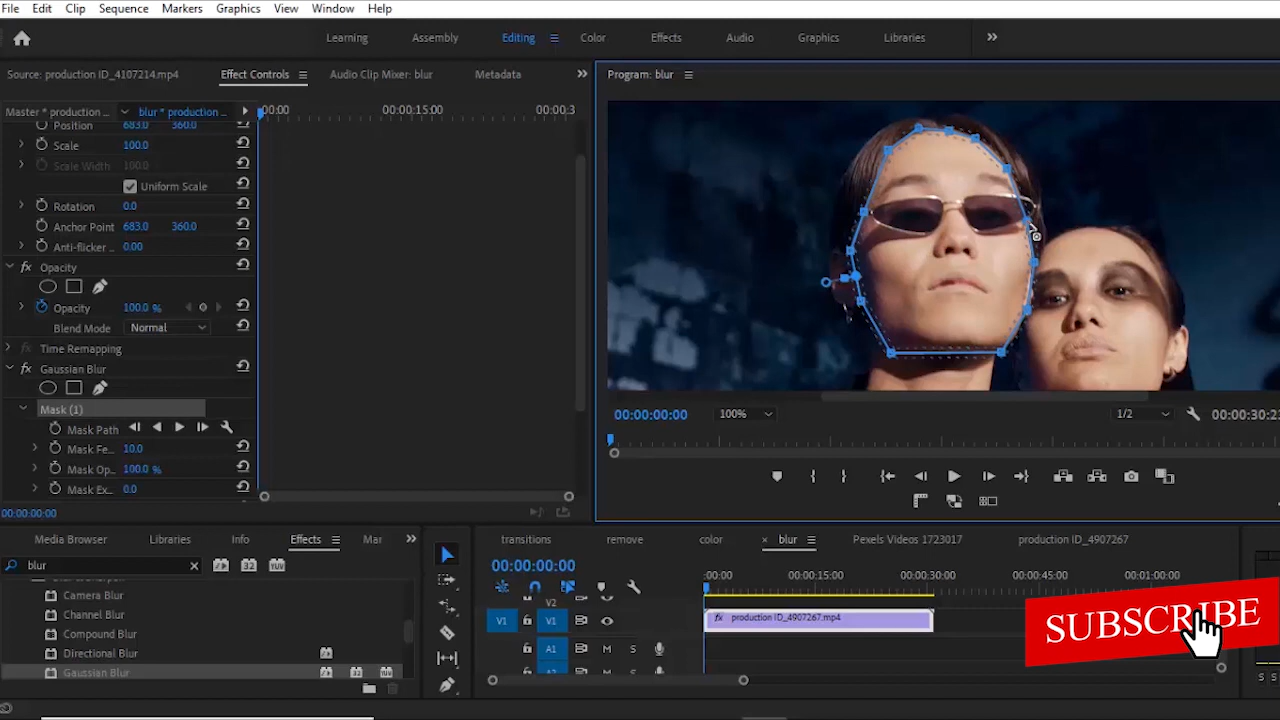 File Edit Clip Sequence Markers Graphics View Window Help
Learning Assembly Editing Color Effects Audio Graphics Libraries
Source: production ID_4107214.mp4 Effect Controls Audio Clip Mixer: blur Metadata
Program: blur
Master * production ... blur * production ...
:00:00 00:00:15:00 00:00:3
Position 683.0 360.0
Scale 100.0
Scale Width 100.0
Uniform Scale
Rotation 0.0
Anchor Point 683.0 360.0
Anti-flicker ... 0.00
fx Opacity
Opacity 100.0 %
Blend Mode Normal
fx Time Remapping
fx Gaussian Blur
Mask (1)
Mask Path
Mask Fe... 10.0
Mask Op... 100.0 %
Mask Ex... 0.0
00:00:00:00
00:00:00:00 100% 1/2 00:00:30:2
Media Browser Libraries Info Effects Mar
blur
Camera Blur
Channel Blur
Compound Blur
Directional Blur
Gaussian Blur
transitions remove color × blur Pexels Videos 1723017 production ID_4907267
00:00:00:00
:00:00 00:00:15:00 00:00:30:00 00:00:45:00 00:01:00:00
V2
V1 V1 fx production ID_4907267.mp4
A1 M S
S S
SUBSCRIBE